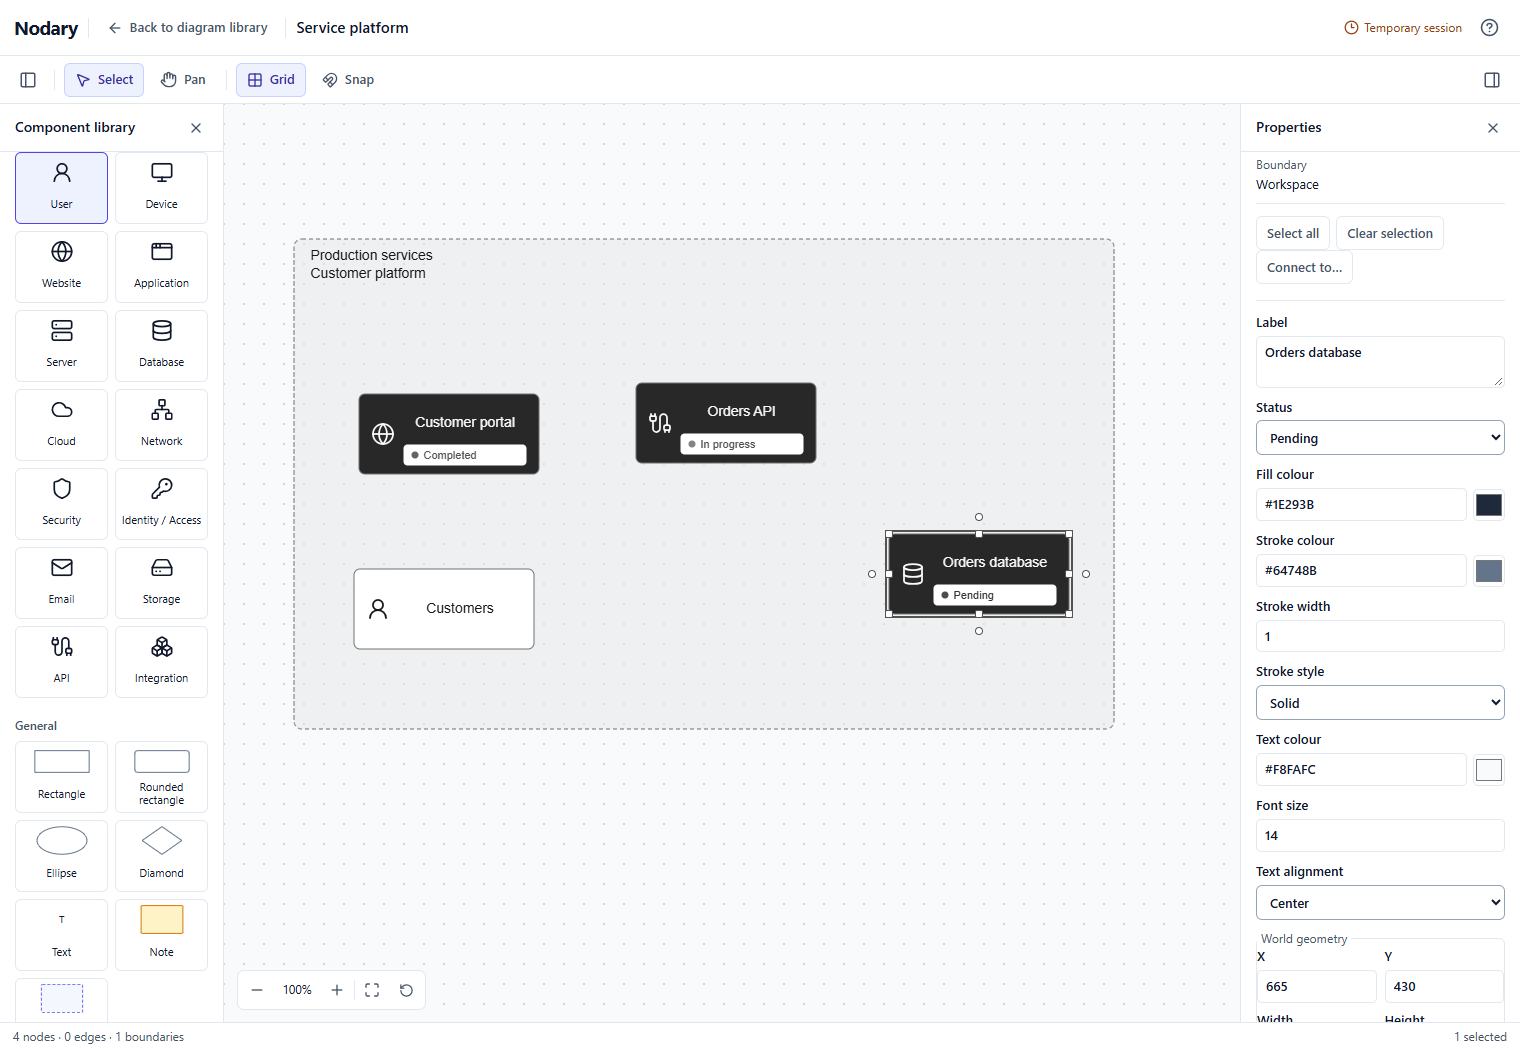 Nodary
Back to diagram library
Service platform
Temporary session
Select
Pan
Grid
Snap
Component library
User
Device
Website
Application
Server
Database
Cloud
Network
Security
Identity / Access
Email
Storage
API
Integration
General
Rectangle
Rounded
rectangle
Ellipse
Diamond
T
Text
Note
Production services
Customer platform
Customer portal
Completed
Orders API
In progress
Customers
Orders database
Pending
100%
Properties
Boundary
Workspace
Select all
Clear selection
Connect to...
Label
Orders database
Status
Pending
Fill colour
#1E293B
Stroke colour
#64748B
Stroke width
1
Stroke style
Solid
Text colour
#F8FAFC
Font size
14
Text alignment
Center
World geometry
X
Y
665
430
Width
Height
4 nodes · 0 edges · 1 boundaries
1 selected